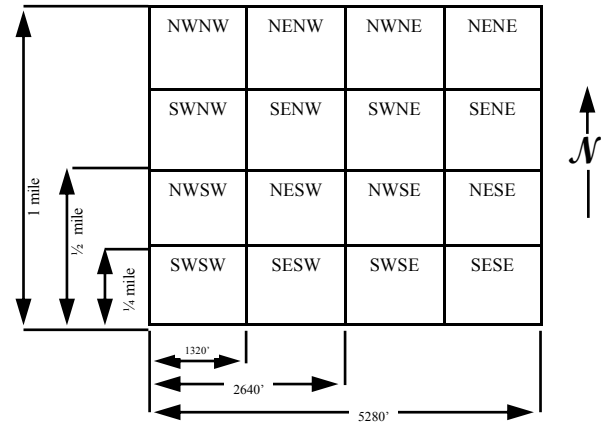 NWNW NENW NWNE NENE
SWNW SENW SWNE SENE
N
NWSW NESW NWSE NESE
1 mile
½ mile
SWSW SESW SWSE SESE
¼ mile
1320'
2640'
5280'